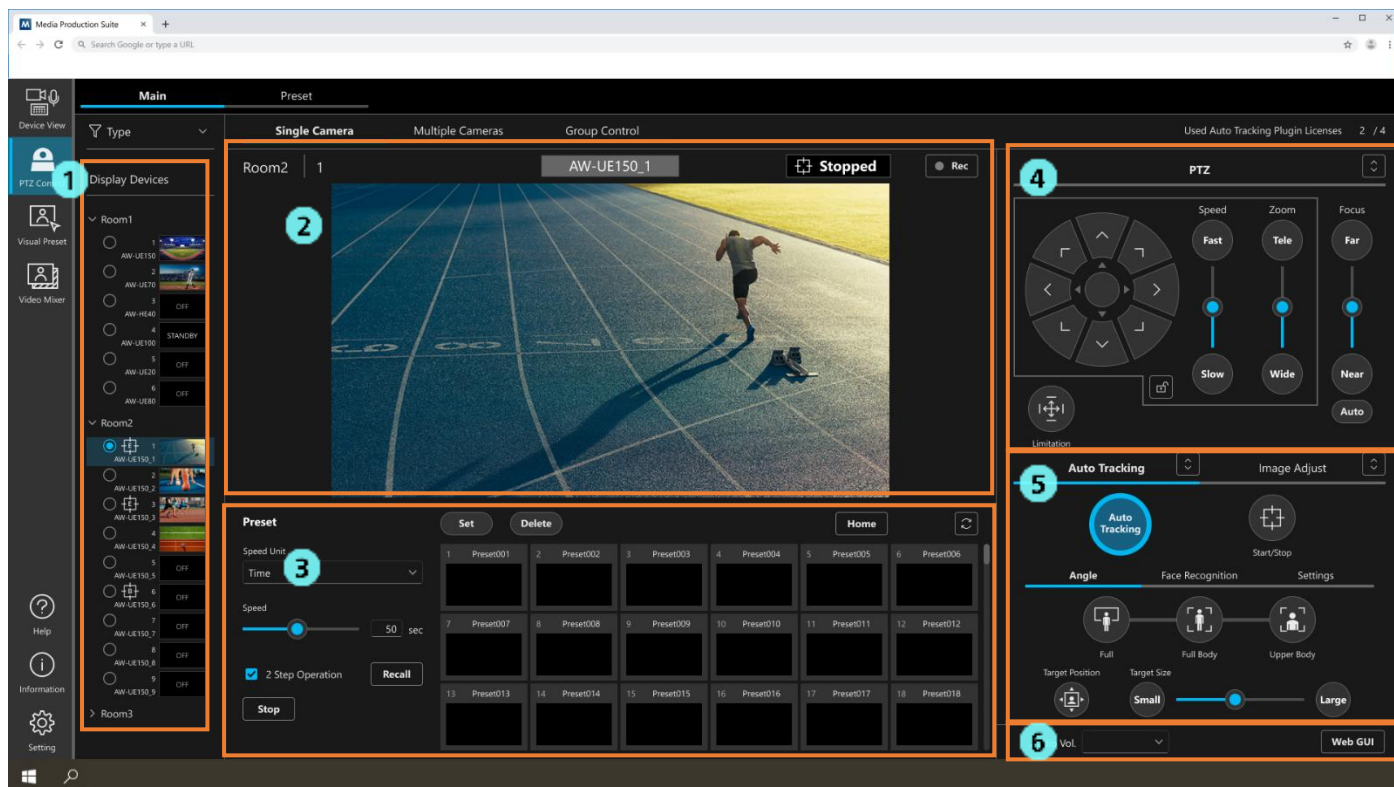 Media Production Suite
Search Google or type a URL
Device View
PTZ Con
Visual Preset
Video Mixer
Help
Information
Setting
Main Preset
Type
Single Camera Multiple Cameras Group Control
Used Auto Tracking Plugin Licenses 2 / 4
1
Display Devices
Room1
1
AW-UE150
2
AW-UE70
3 OFF
AW-HE40
4 STANDBY
AW-UE100
5 OFF
AW-UE20
6 OFF
AW-UE80
Room2
E 1
AW-UE150_1
2
AW-UE150_2
E 3
AW-UE150_3
4
AW-UE150_4
5 OFF
AW-UE150_5
6 OFF
AW-UE150_6
7 OFF
AW-UE150_7
8 OFF
AW-UE150_8
9 OFF
AW-UE150_9
Room3
2
Room2 1 AW-UE150_1 Stopped Rec
9 8 7 6
3
Preset Set Delete Home
Speed Unit
Time
Speed
50 sec
2 Step Operation Recall
Stop
1 Preset001 2 Preset002 3 Preset003 4 Preset004 5 Preset005 6 Preset006
7 Preset007 8 Preset008 9 Preset009 10 Preset010 11 Preset011 12 Preset012
13 Preset013 14 Preset014 15 Preset015 16 Preset016 17 Preset017 18 Preset018
4
PTZ
Speed Zoom Focus
Fast Tele Far
Slow Wide Near
Auto
Limitation
5
Auto Tracking Image Adjust
Auto
Tracking
Start/Stop
Angle Face Recognition Settings
Full Full Body Upper Body
Target Position Target Size
Small Large
6
Vol. Web GUI